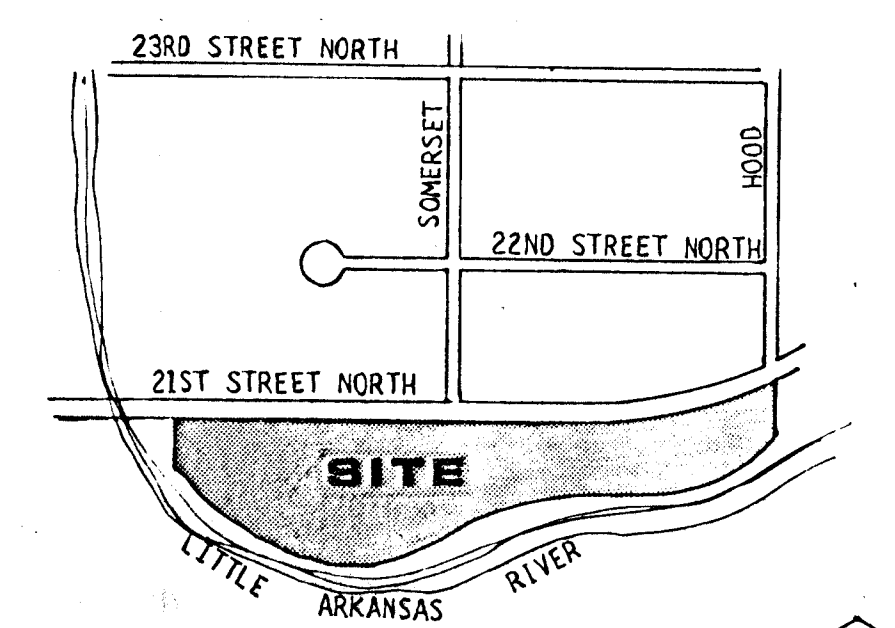 23RD STREET NORTH
SOMERSET
HOOD
22ND STREET NORTH
21ST STREET NORTH
SITE
LITTLE ARKANSAS RIVER